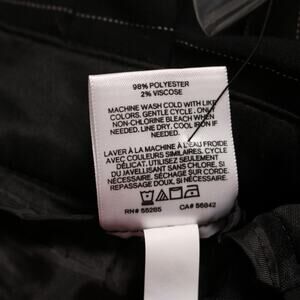 98% POLYESTER
2% VISCOSE
MACHINE WASH COLD WITH LIKE
COLORS, GENTLE CYCLE. ONLY
NON-CHLORINE BLEACH WHEN
NEEDED. LINE DRY. COOL IRON IF
NEEDED.
LAVER À LA MACHINE À L'EAU FROIDE
AVEC COULEURS SIMILAIRES, CYCLE
DÉLICAT, UTILISEZ SEULEMENT
DU JAVELLISANT SANS CHLORE, SI
NÉCESSAIRE. SÉCHAGE SUR CORDE.
REPASSAGE DOUX, SI NÉCESSAIRE.
RN# 55285 CA# 56842